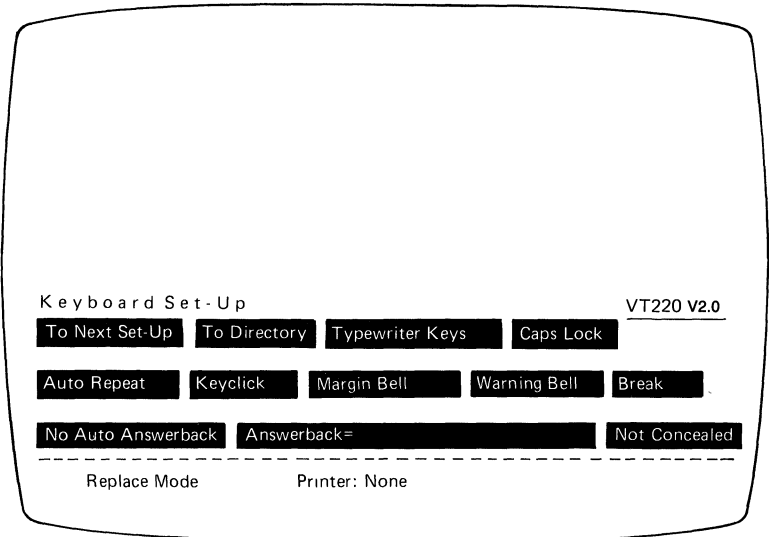 Keyboard Set-Up VT220 V2.0
To Next Set-Up To Directory Typewriter Keys Caps Lock
Auto Repeat Keyclick Margin Bell Warning Bell Break
No Auto Answerback Answerback= Not Concealed
Replace Mode Printer: None